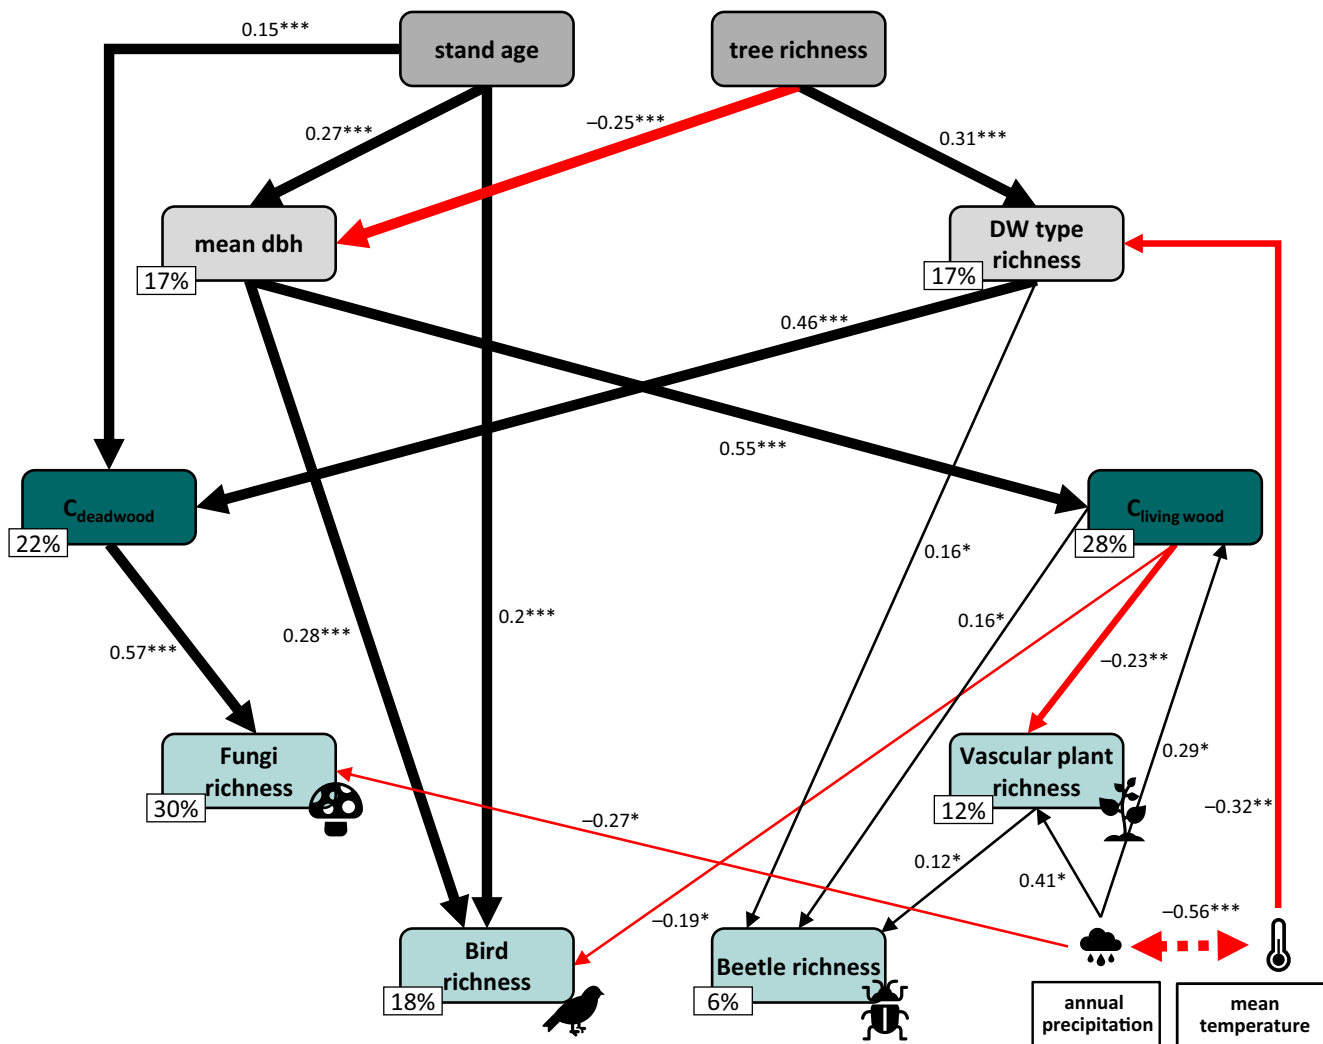 0.15***
stand age
tree richness
0.27***
–0.25***
0.31***
mean dbh
17%
DW type
richness
17%
0.46***
0.55***
C deadwood
22%
C living wood
28%
0.16*
0.16*
0.57***
0.28***
0.2***
–0.23**
Fungi
richness
30%
Vascular plant
richness
12%
0.29*
–0.32**
–0.27*
0.12*
0.41*
–0.19*
–0.56***
Bird
richness
18%
Beetle richness
6%
annual
precipitation
mean
temperature